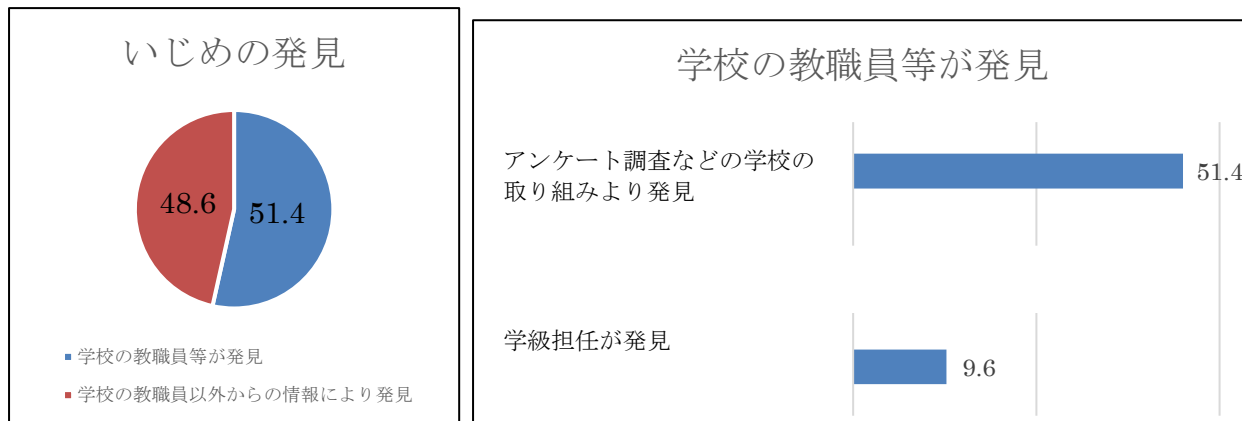 いじめの発見
48.6
51.4
学校の教職員等が発見
学校の教職員以外からの情報により発見
学校の教職員等が発見
アンケート調査などの学校の
取り組みより発見
51.4
学級担任が発見
9.6